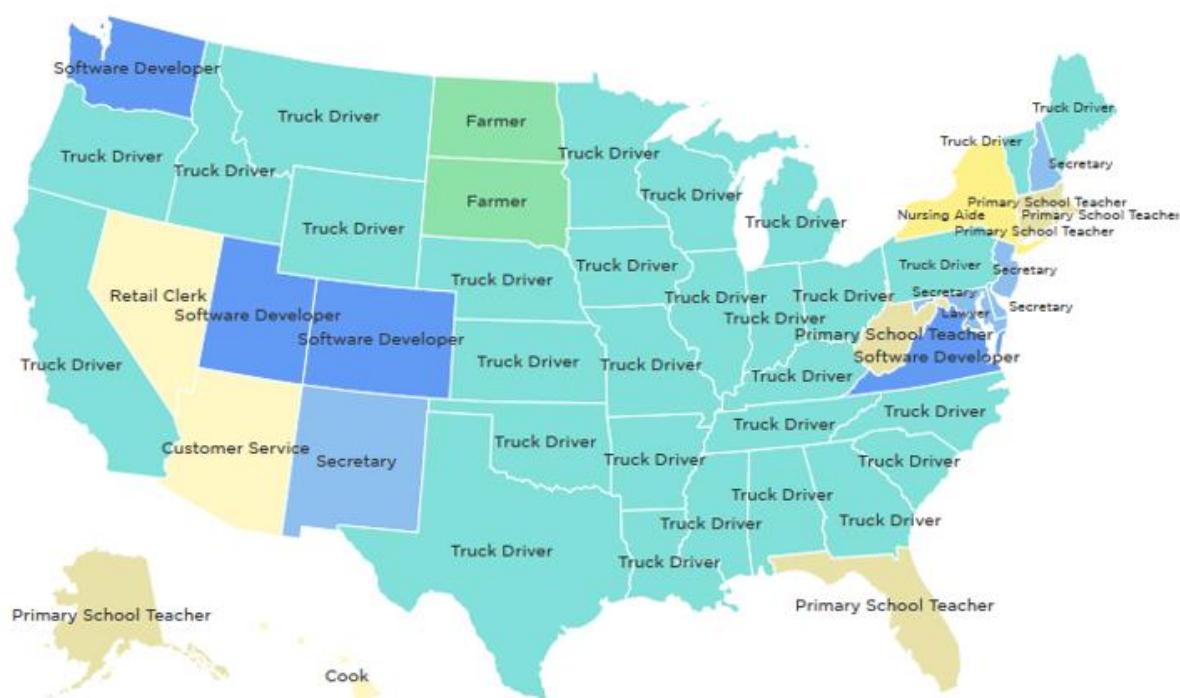 Software Developer
Truck Driver
Farmer
Truck Driver
Truck Driver
Truck Driver
Truck Driver
Truck Driver
Secretary
Truck Driver
Truck Driver
Truck Driver
Farmer
Primary School Teacher
Nursing Aide
Primary School Teacher
Primary School Teacher
Truck Driver
Truck Driver
Truck Driver
Truck Driver
Secretary
Truck Driver
Retail Clerk
Truck Driver
Truck Driver
Secretary
Secretary
Software Developer
Truck Driver
Lawyer
Software Developer
Primary School Teacher
Truck Driver
Software Developer
Truck Driver
Truck Driver
Truck Driver
Truck Driver
Truck Driver
Customer Service
Secretary
Truck Driver
Truck Driver
Truck Driver
Truck Driver
Truck Driver
Truck Driver
Truck Driver
Truck Driver
Primary School Teacher
Primary School Teacher
Cook